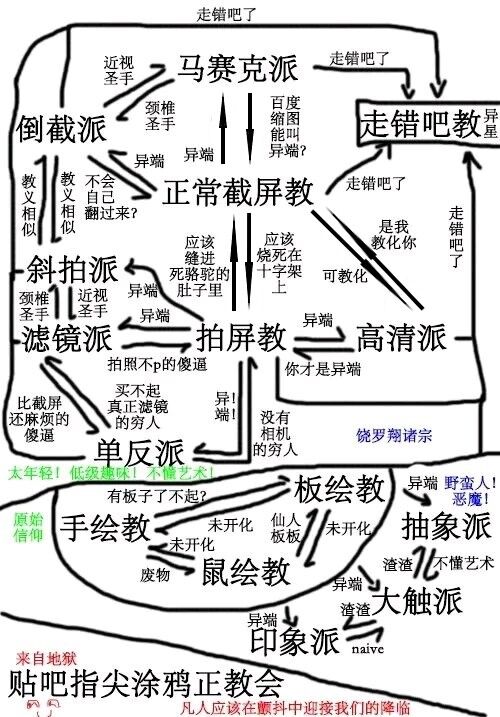 走错吧了
近视
圣手
马赛克派
走错吧了
颈椎
圣手
百度
缩图
能叫
异端?
倒截派
走错吧教
异
星
异端
异端
教义相似
教义相似
不会
自己
翻过来?
正常截屏教
走错吧了
应该
缝进
死骆驼的
肚子里
应该
烧死在
十字架
上
是我
教化你
可教化
走错吧了
斜拍派
颈椎
圣手
近视
圣手
异端
异端
滤镜派
拍屏教
异端
高清派
拍照不p的傻逼
你才是异端
比截屏
还麻烦的
傻逼
买不起
真正滤镜
的穷人
异!
!
没有
相机
的穷人
饶罗翔诸宗
单反派
太年轻! 低级趣味! 不懂艺术!
有板子了不起?
板绘教
异端
野蛮人!
恶魔!
原始
信仰
手绘教
未开化
仙人
板板
未开化
抽象派
未开化
渣渣
不懂艺术
废物
鼠绘教
异端
大触派
异端
渣渣
印象派
naive
来自地狱
贴吧指尖涂鸦正教会
凡人应该在颤抖中迎接我们的降临